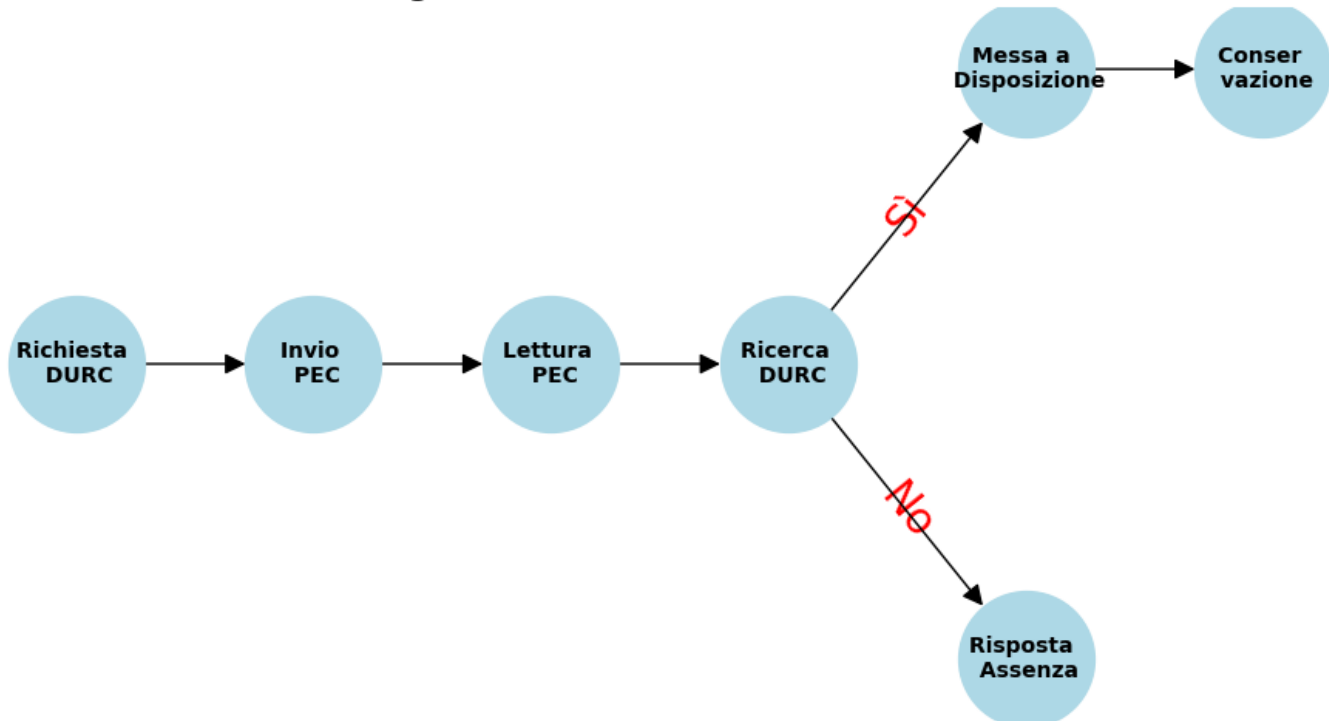 Messa a
Disposizione
Conser
vazione
Sì
Richiesta
DURC
Invio
PEC
Lettura
PEC
Ricerca
DURC
No
Risposta
Assenza